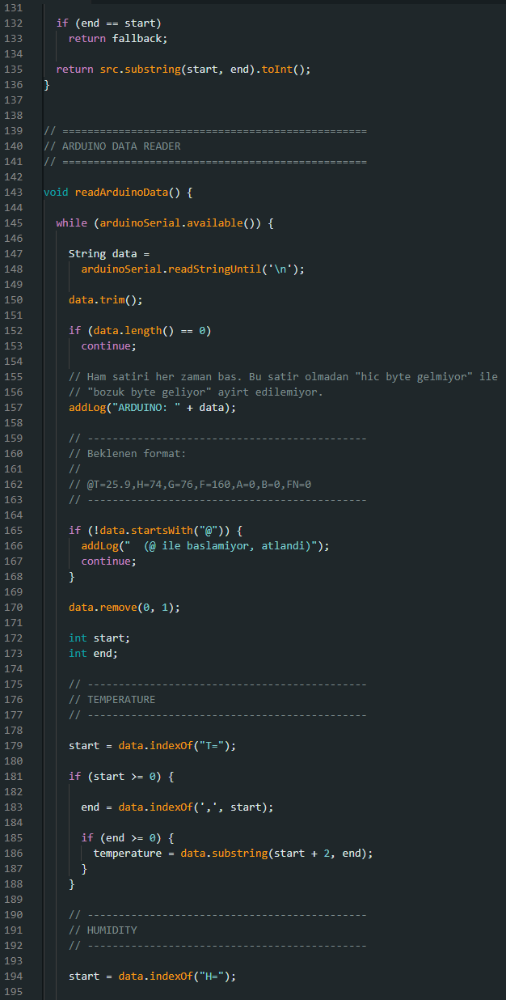 131
132 if (end == start)
133 return fallback;
134
135 return src.substring(start, end).toInt();
136 }
137
138
139 // =================================================
140 // ARDUINO DATA READER
141 // =================================================
142
143 void readArduinoData() {
144
145 while (arduinoSerial.available()) {
146
147 String data =
148 arduinoSerial.readStringUntil('\n');
149
150 data.trim();
151
152 if (data.length() == 0)
153 continue;
154
155 // Ham satiri her zaman bas. Bu satir olmadan "hic byte gelmiyor" ile
156 // "bozuk byte geliyor" ayirt edilemiyor.
157 addLog("ARDUINO: " + data);
158
159 // ---------------------------------------------
160 // Beklenen format:
161 //
162 // @T=25.9,H=74,G=76,F=160,A=0,B=0,FN=0
163 // ---------------------------------------------
164
165 if (!data.startsWith("@")) {
166 addLog("  (@ ile baslamiyor, atlandi)");
167 continue;
168 }
169
170 data.remove(0, 1);
171
172 int start;
173 int end;
174
175 // ---------------------------------------------
176 // TEMPERATURE
177 // ---------------------------------------------
178
179 start = data.indexOf("T=");
180
181 if (start >= 0) {
182
183 end = data.indexOf(',', start);
184
185 if (end >= 0) {
186 temperature = data.substring(start + 2, end);
187 }
188 }
189
190 // ---------------------------------------------
191 // HUMIDITY
192 // ---------------------------------------------
193
194 start = data.indexOf("H=");
195